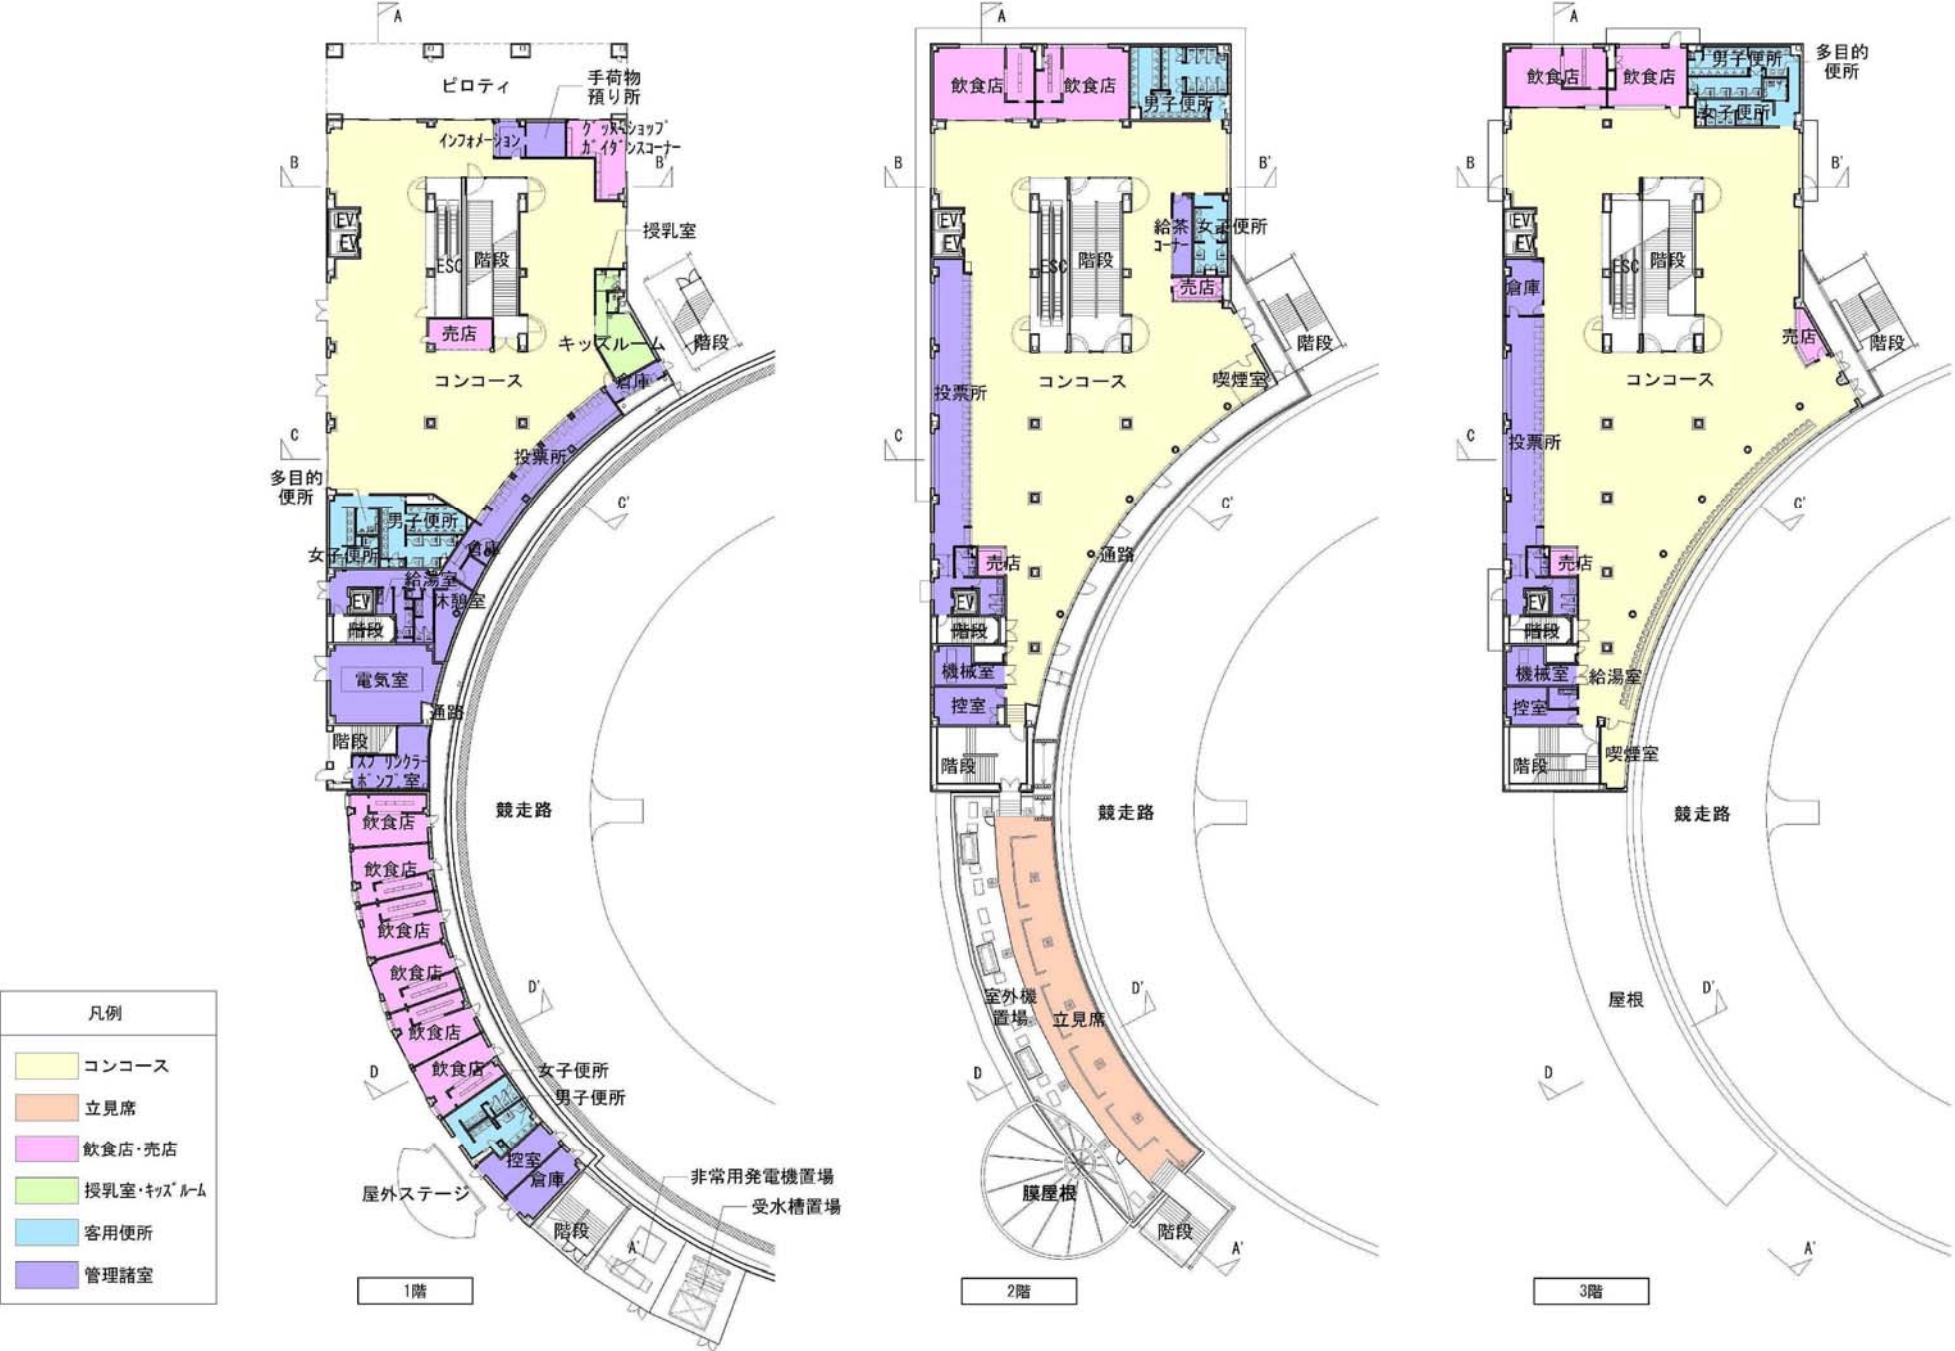 A
ピロティ
手荷物
預り所
インフォメーション
グッズショップ
ガイダンスコーナー
B
B'
EV
EV
ESC
階段
授乳室
売店
キッズルーム
階段
コンコース
倉庫
C
投票所
多目的
便所
C'
男子便所
女子便所
倉庫
給湯室
EV
休憩室
階段
電気室
通路
階段
スプリンクラー
ポンプ室
飲食店
競走路
飲食店
飲食店
飲食店
D'
飲食店
D
飲食店
女子便所
男子便所
控室
倉庫
屋外ステージ
非常用発電機置場
受水槽置場
階段
A'
1階
A
飲食店
飲食店
男子便所
B
B'
EV
EV
給茶
コーナー
女子便所
ESC
階段
売店
階段
コンコース
喫煙室
投票所
C
C'
通路
売店
EV
階段
機械室
控室
階段
競走路
室外機
置場
立見席
D'
D
膜屋根
階段
A'
2階
A
飲食店
飲食店
男子便所
多目的
便所
女子便所
B
B'
EV
EV
ESC
階段
倉庫
売店
階段
コンコース
C
投票所
C'
売店
EV
階段
機械室
給湯室
控室
階段
喫煙室
競走路
屋根
D'
D
A'
3階
凡例
コンコース
立見席
飲食店・売店
授乳室・キッズルーム
客用便所
管理諸室